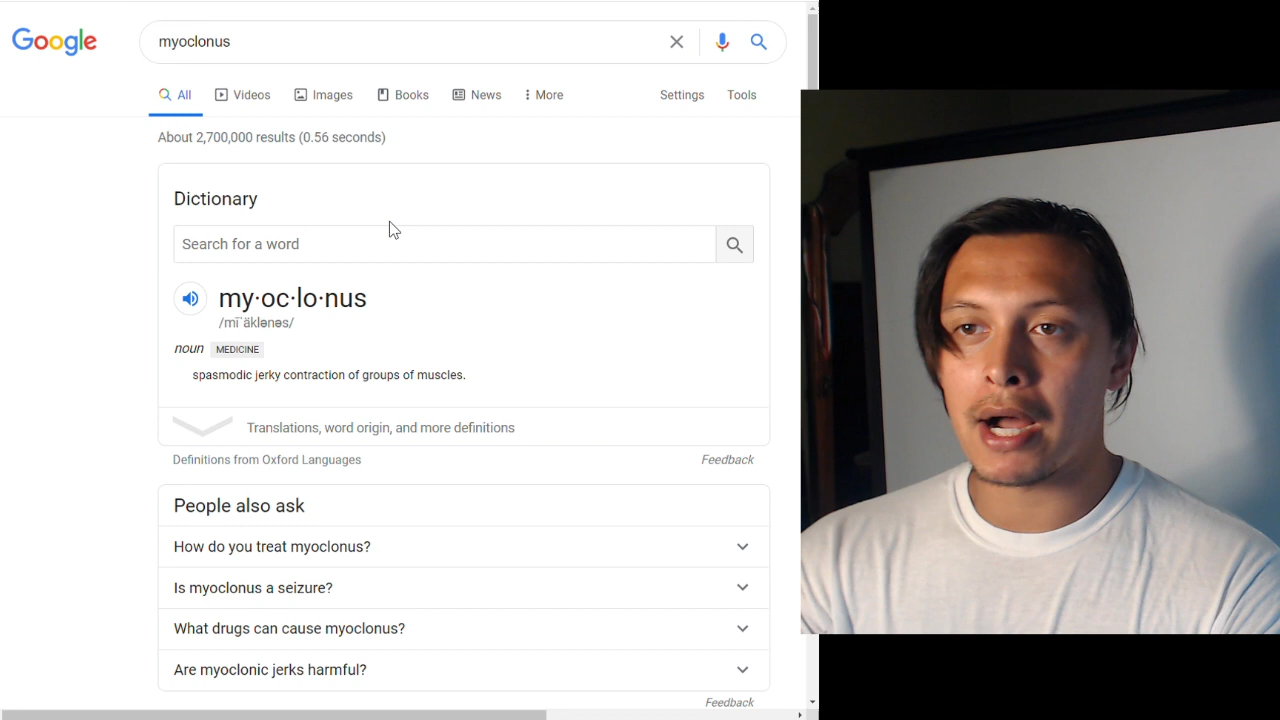 Google
myoclonus
All Videos Images Books News More Settings Tools
About 2,700,000 results (0.56 seconds)
Dictionary
Search for a word
my·oc·lo·nus
/mīˈäklənəs/
noun MEDICINE
spasmodic jerky contraction of groups of muscles.
Translations, word origin, and more definitions
Definitions from Oxford Languages Feedback
People also ask
How do you treat myoclonus?
Is myoclonus a seizure?
What drugs can cause myoclonus?
Are myoclonic jerks harmful?
Feedback